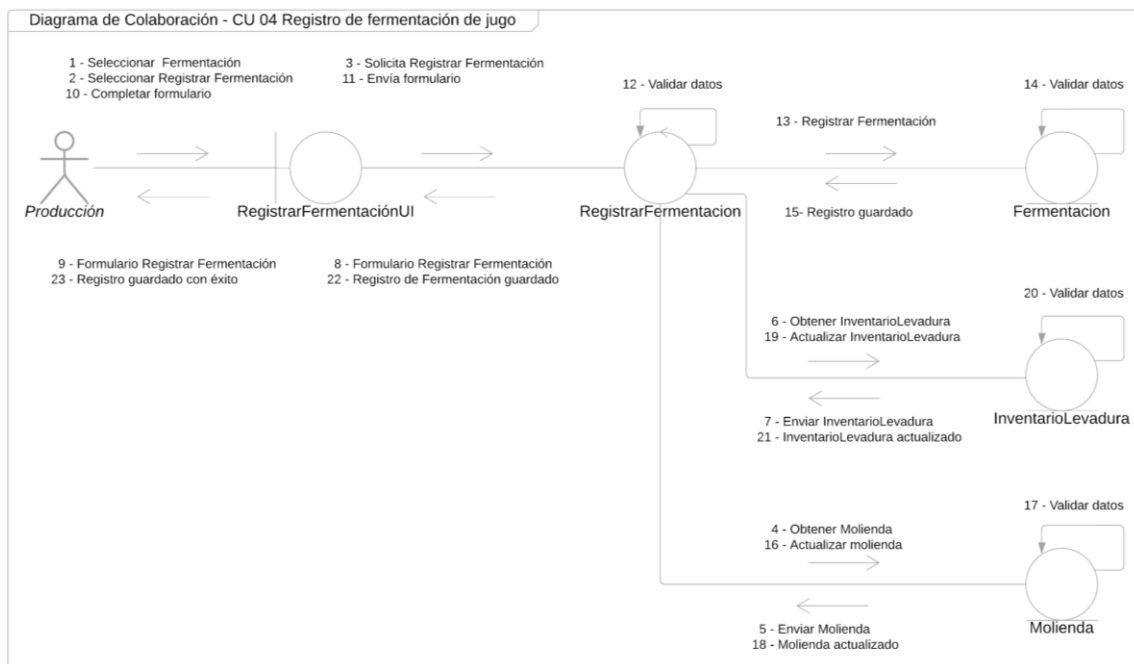 Diagrama de Colaboración - CU 04 Registro de fermentación de jugo
1 - Seleccionar Fermentación
2 - Seleccionar Registrar Fermentación
10 - Completar formulario
3 - Solicita Registrar Fermentación
11 - Envía formulario
12 - Validar datos
14 - Validar datos
13 - Registrar Fermentación
Producción
RegistrarFermentaciónUI
RegistrarFermentacion
15- Registro guardado
Fermentacion
9 - Formulario Registrar Fermentación
23 - Registro guardado con éxito
8 - Formulario Registrar Fermentación
22 - Registro de Fermentación guardado
20 - Validar datos
6 - Obtener InventarioLevadura
19 - Actualizar InventarioLevadura
7 - Enviar InventarioLevadura
21 - InventarioLevadura actualizado
InventarioLevadura
17 - Validar datos
4 - Obtener Molienda
16 - Actualizar molienda
5 - Enviar Molienda
18 - Molienda actualizado
Molienda